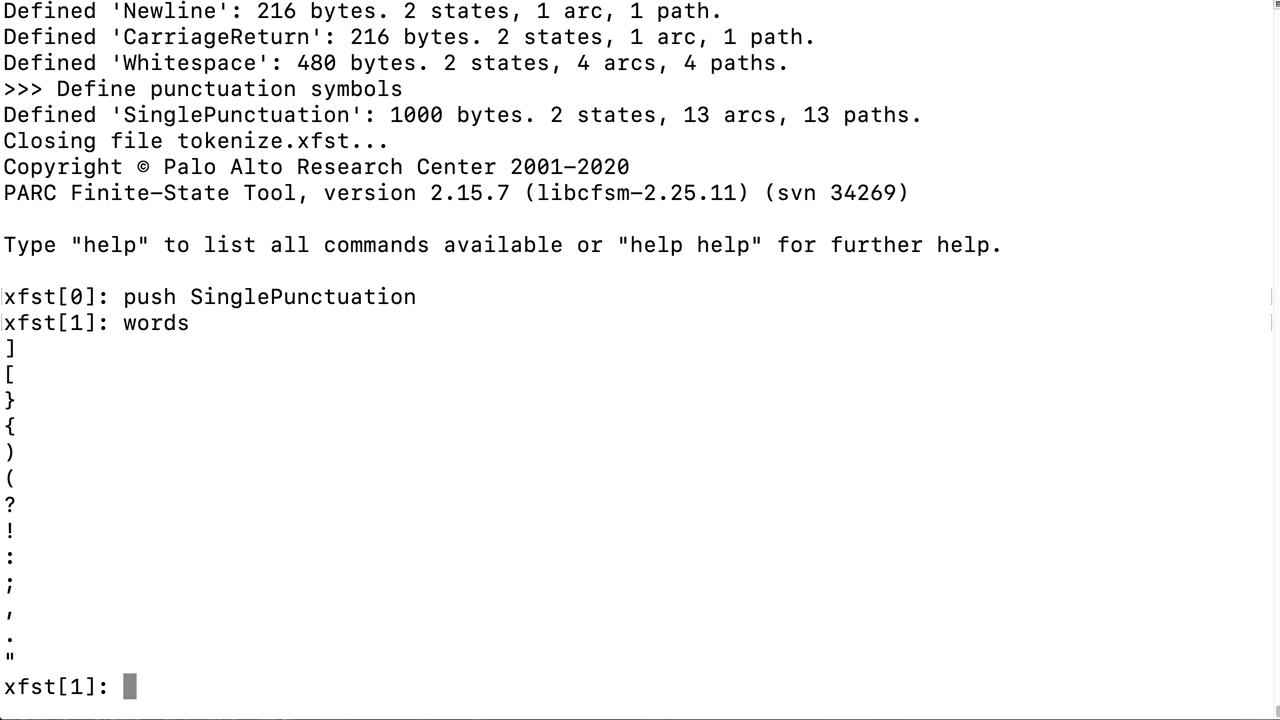 Defined 'Newline': 216 bytes. 2 states, 1 arc, 1 path.
Defined 'CarriageReturn': 216 bytes. 2 states, 1 arc, 1 path.
Defined 'Whitespace': 480 bytes. 2 states, 4 arcs, 4 paths.
>>> Define punctuation symbols
Defined 'SinglePunctuation': 1000 bytes. 2 states, 13 arcs, 13 paths.
Closing file tokenize.xfst...
Copyright © Palo Alto Research Center 2001-2020
PARC Finite-State Tool, version 2.15.7 (libcfsm-2.25.11) (svn 34269)
Type "help" to list all commands available or "help help" for further help.
xfst[0]: push SinglePunctuation
xfst[1]: words
]
[
}
{
)
(
?
!
:
;
,
.
"
xfst[1]: